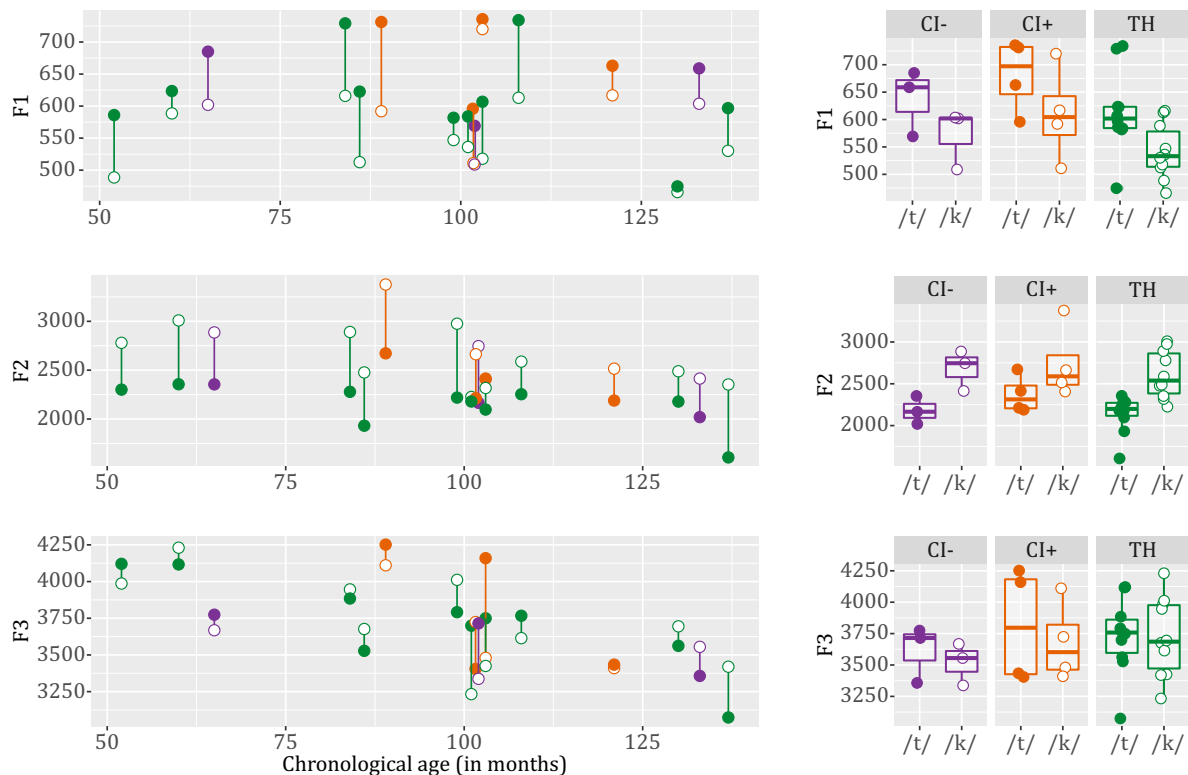 F1
700
650
600
550
500
50
75
100
125
CI-
CI+
TH
F1
700
650
600
550
500
/t/ /k/ /t/ /k/ /t/ /k/
F2
3000
2500
2000
50
75
100
125
CI-
CI+
TH
F2
3000
2500
2000
/t/ /k/ /t/ /k/ /t/ /k/
F3
4250
4000
3750
3500
3250
50
75
100
125
Chronological age (in months)
CI-
CI+
TH
F3
4250
4000
3750
3500
3250
/t/ /k/ /t/ /k/ /t/ /k/